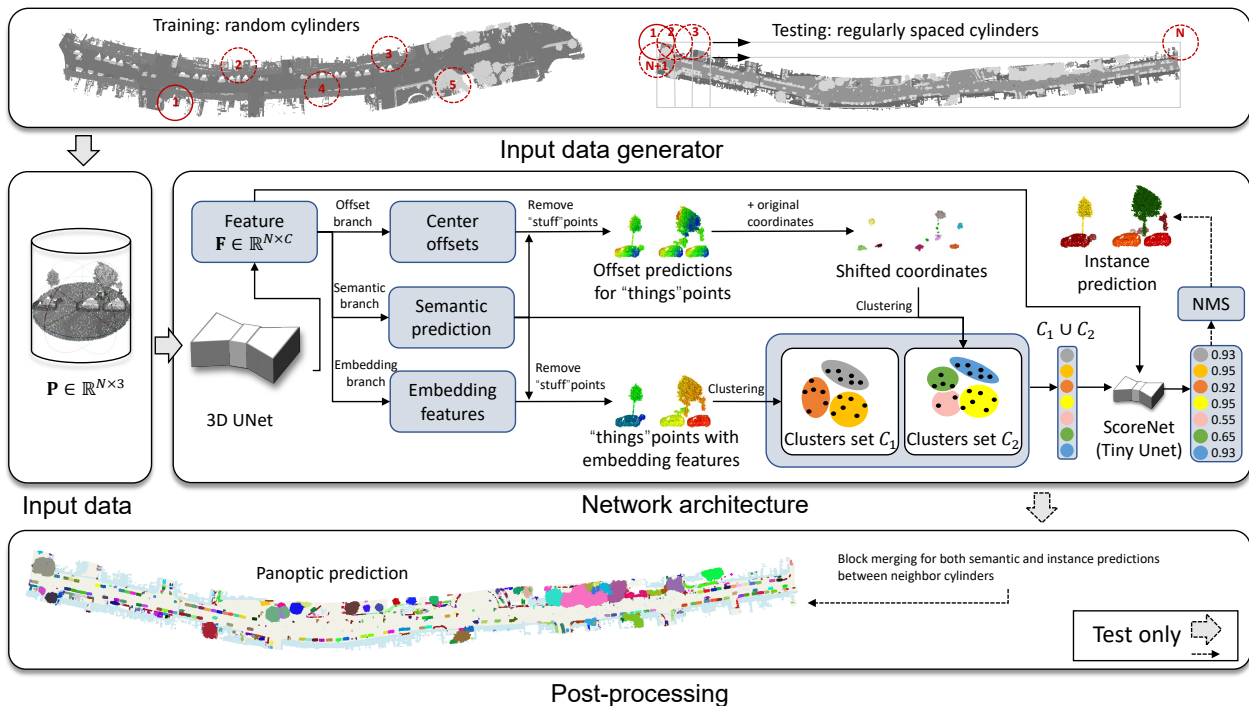 Training: random cylinders
1
2
3
4
5
Testing: regularly spaced cylinders
1
2
3
N
N+1
Input data generator
P ∈ ℝ^{N×3}
Input data
Feature
F ∈ ℝ^{N×C}
3D UNet
Offset
branch
Semantic
branch
Embedding
branch
Center
offsets
Semantic
prediction
Embedding
features
Remove
“stuff”points
Remove
“stuff”points
Offset predictions
for “things”points
“things”points with
embedding features
+ original
coordinates
Shifted coordinates
Clustering
Clustering
Clusters set C₁
Clusters set C₂
C₁ ∪ C₂
ScoreNet
(Tiny Unet)
0.93
0.95
0.92
0.95
0.55
0.65
0.93
NMS
Instance
prediction
Network architecture
Panoptic prediction
Block merging for both semantic and instance predictions
between neighbor cylinders
Test only
Post-processing